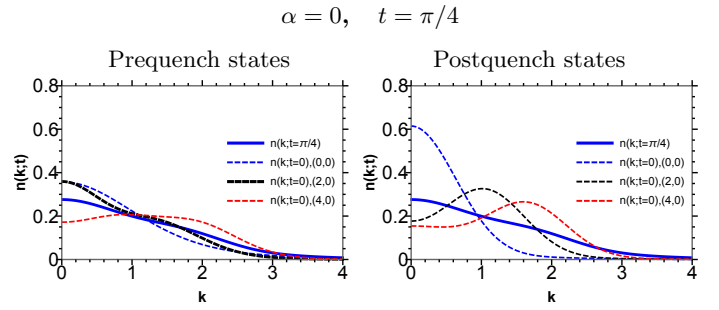 α = 0, t = π/4
Prequench states
n(k;t)
0.8
0.6
0.4
0.2
0
0 1 2 3 4
k
n(k;t=π/4)
n(k;t=0),(0,0)
n(k;t=0),(2,0)
n(k;t=0),(4,0)
Postquench states
n(k;t)
0.8
0.6
0.4
0.2
0
0 1 2 3 4
k
n(k;t=π/4)
n(k;t=0),(0,0)
n(k;t=0),(2,0)
n(k;t=0),(4,0)